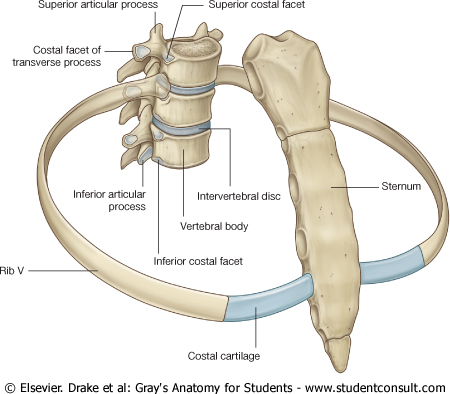 Superior articular process
Superior costal facet
Costal facet of
transverse process
Inferior articular
process
Intervertebral disc
Sternum
Vertebral body
Inferior costal facet
Rib V
Costal cartilage
© Elsevier. Drake et al: Gray's Anatomy for Students - www.studentconsult.com